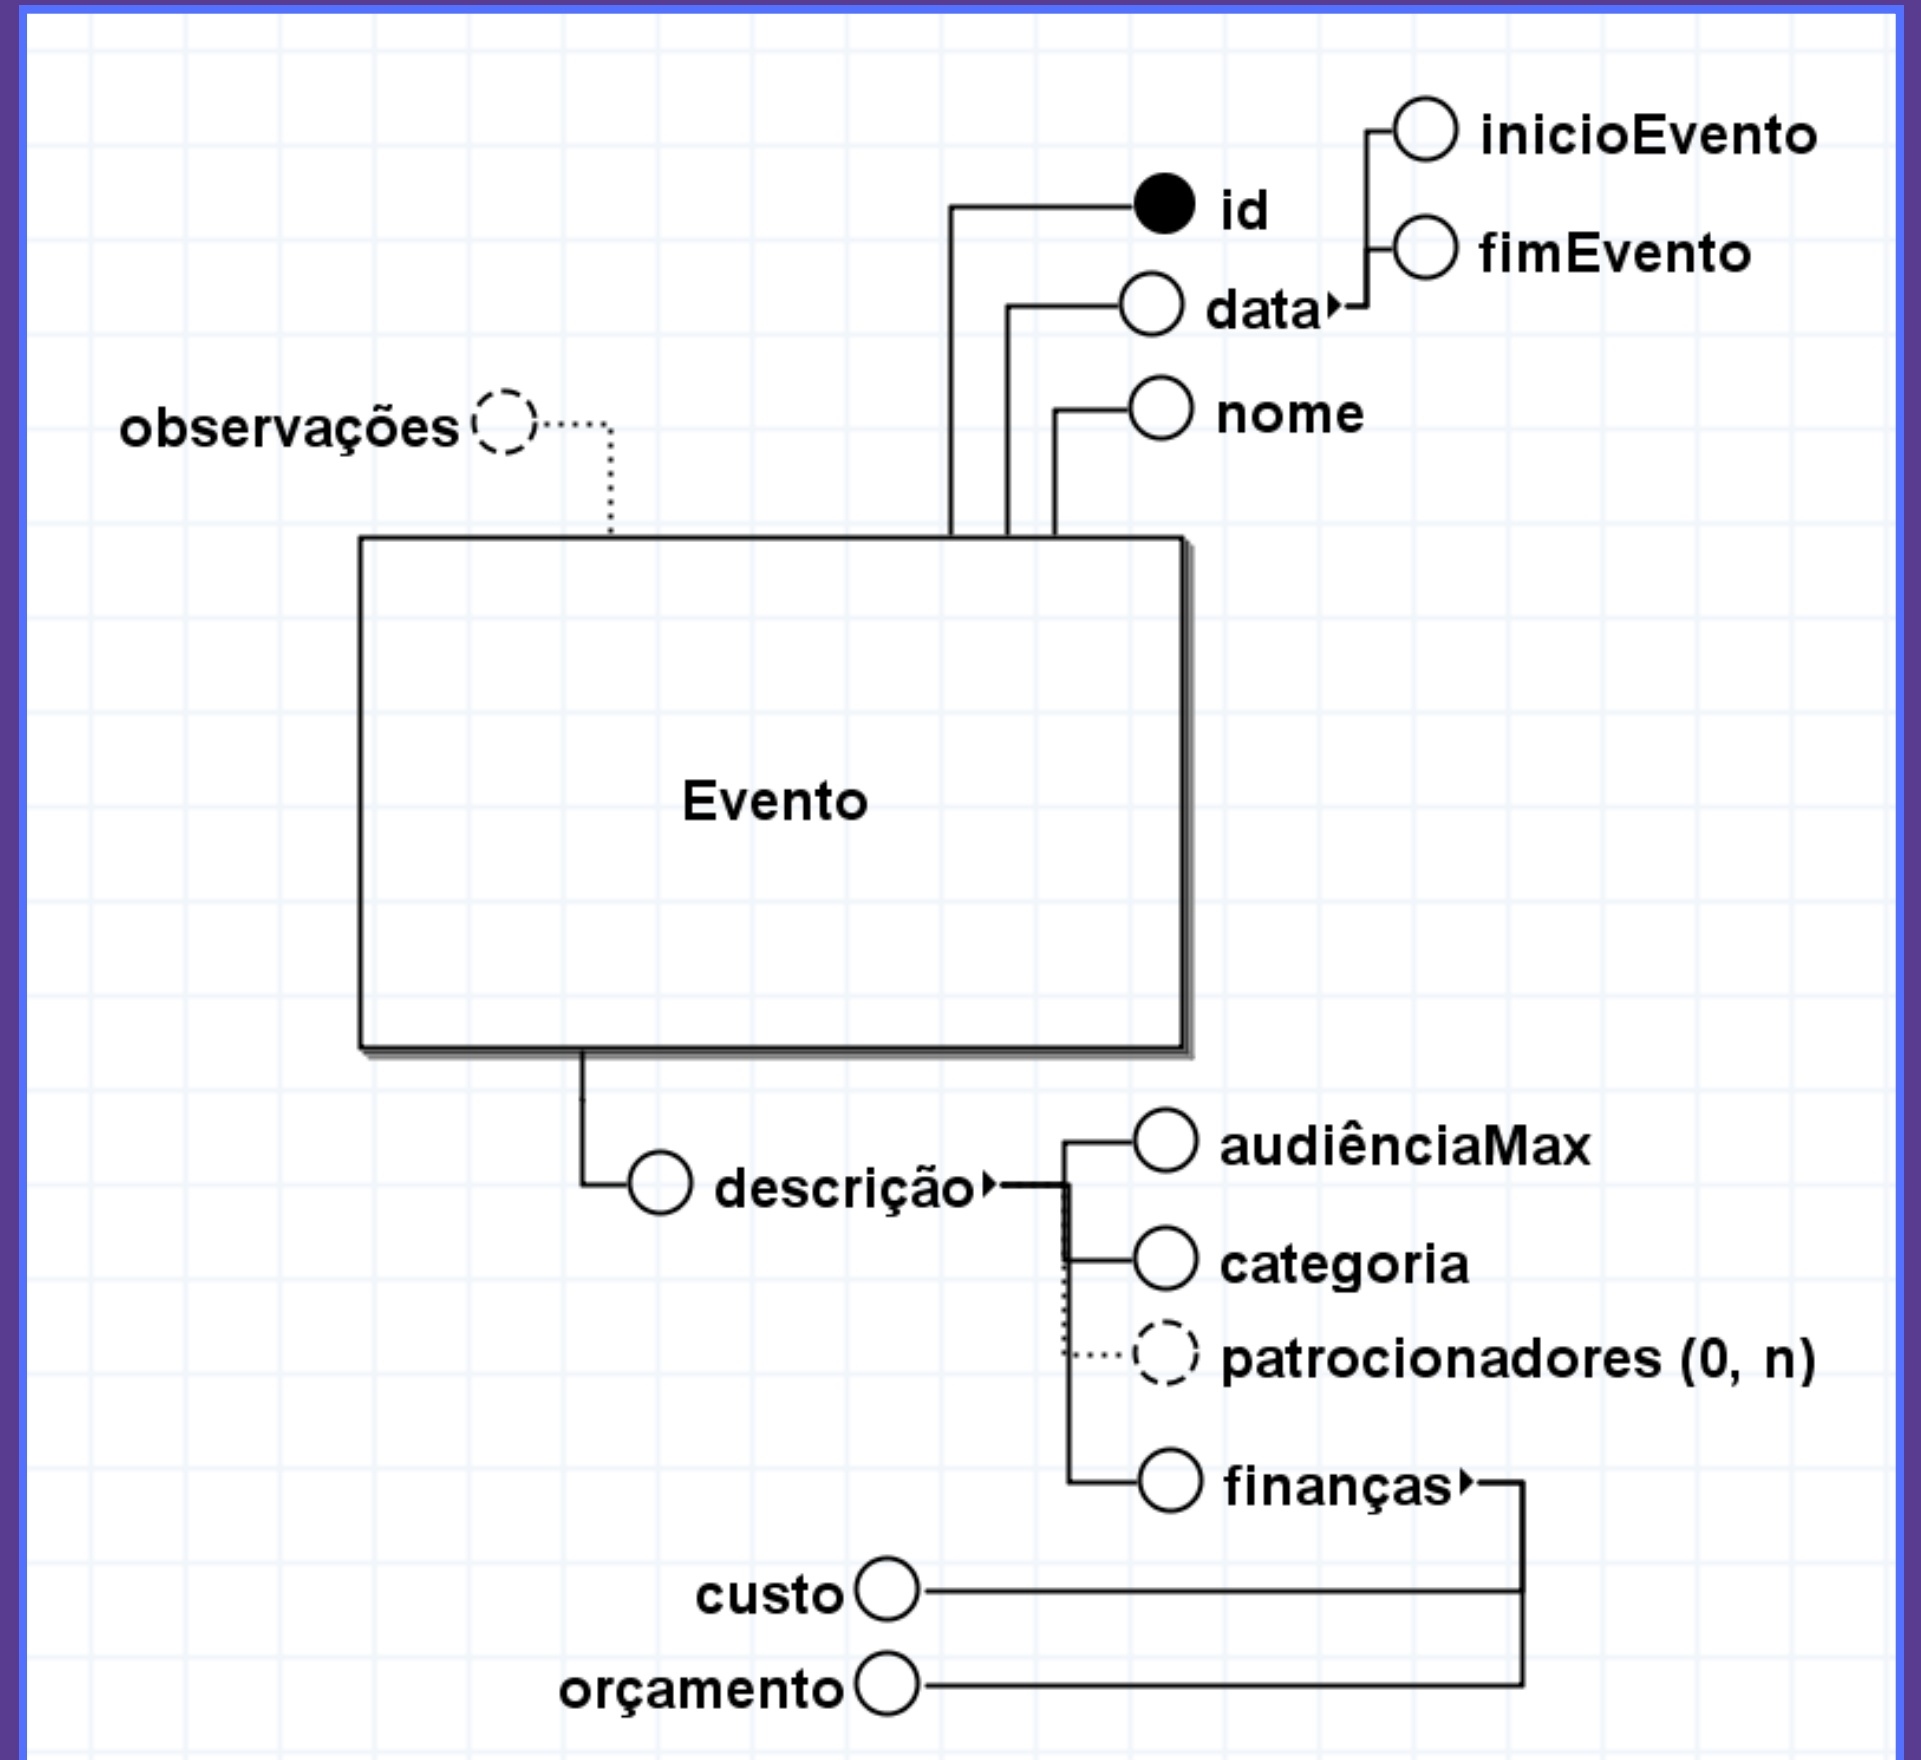 inicioEvento
id
fimEvento
data
nome
observações
Evento
audiênciaMax
descrição
categoria
patrocionadores (0, n)
finanças
custo
orçamento